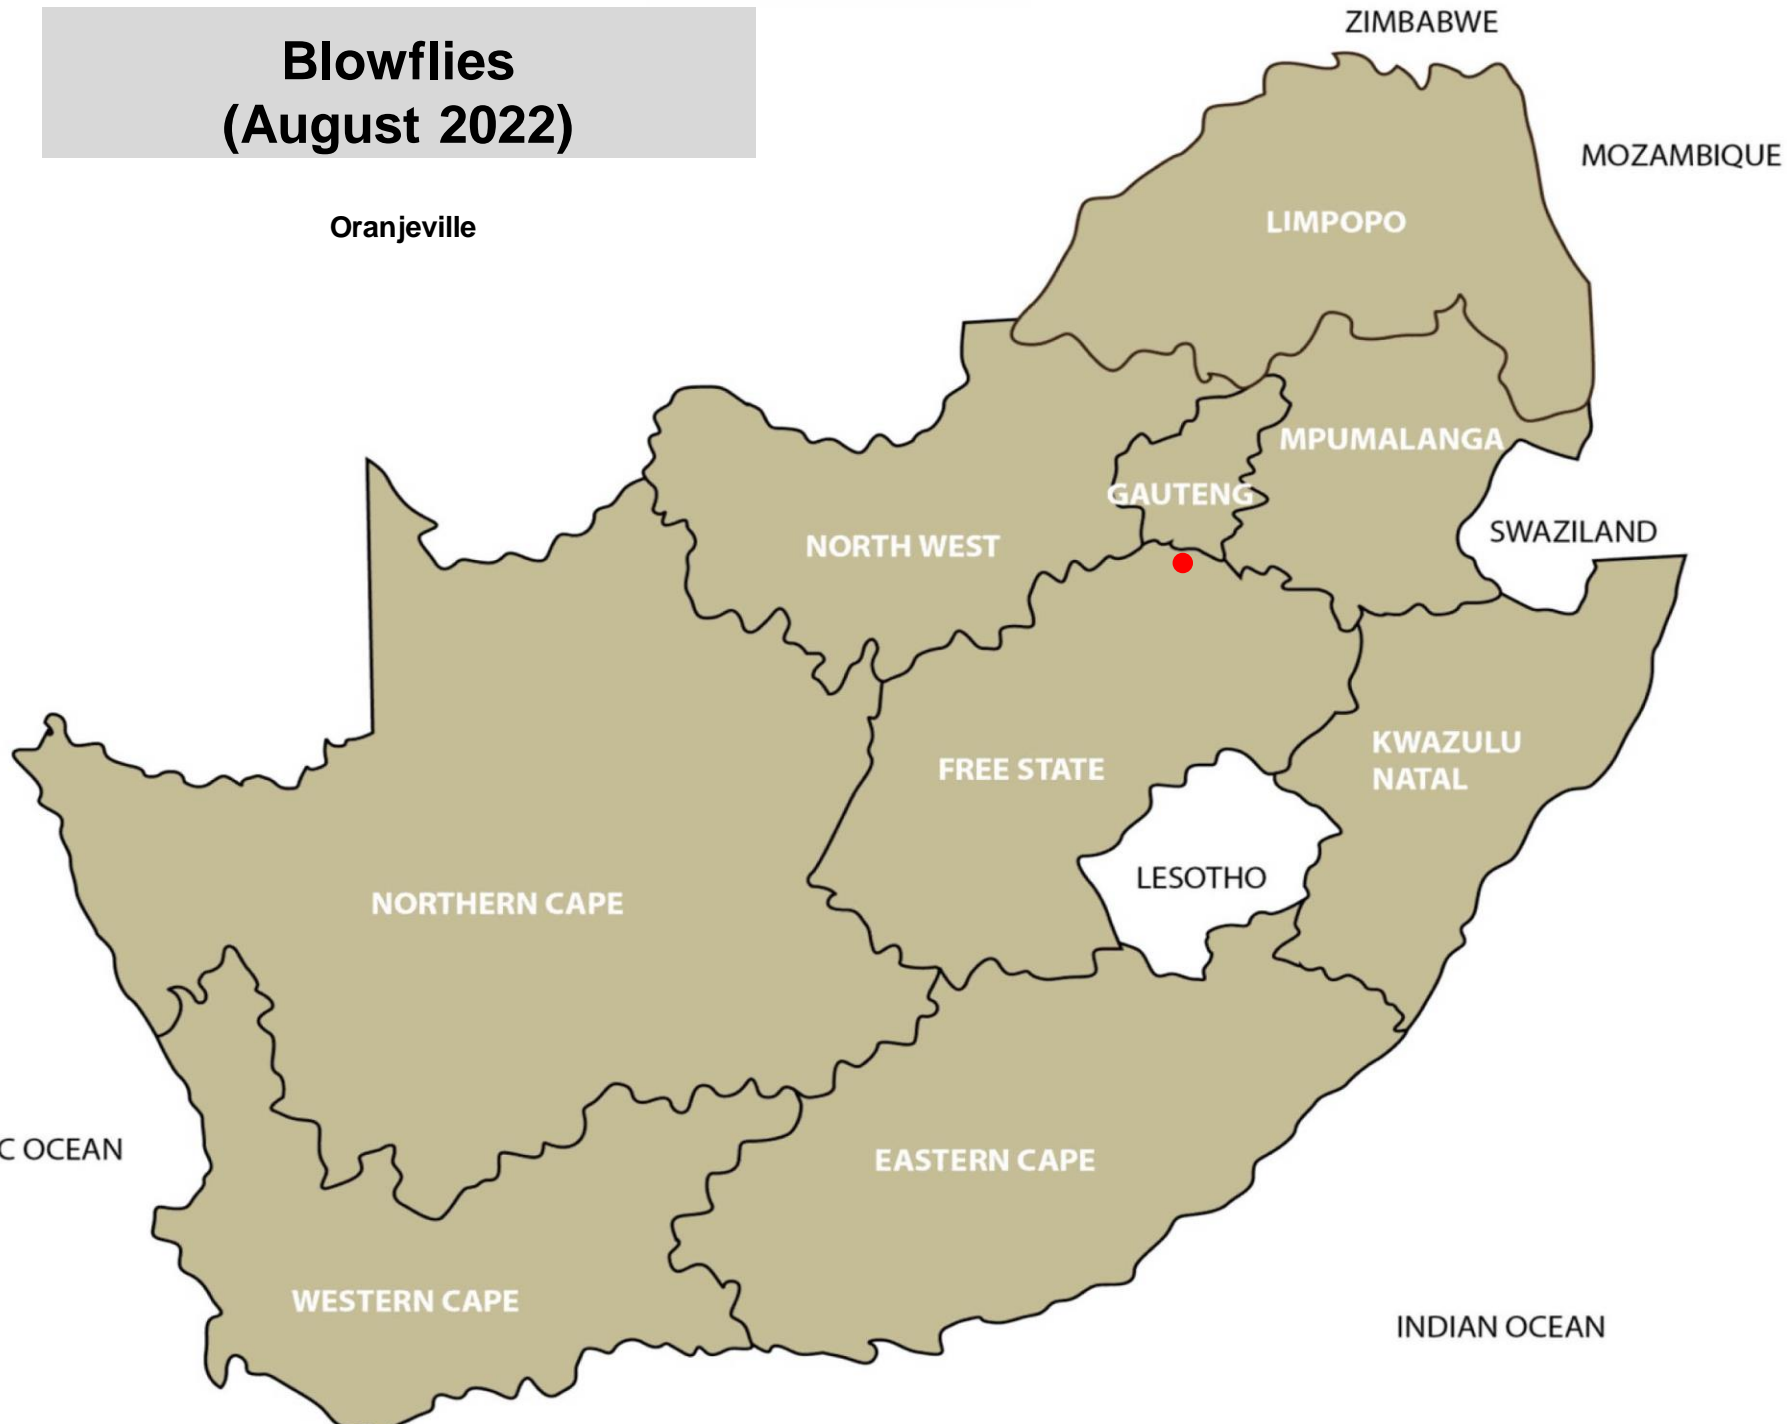 Blowflies
(August 2022)
Oranjeville
ZIMBABWE
MOZAMBIQUE
LIMPOPO
MPUMALANGA
GAUTENG
SWAZILAND
NORTH WEST
KWAZULU
NATAL
FREE STATE
LESOTHO
NORTHERN CAPE
C OCEAN
EASTERN CAPE
WESTERN CAPE
INDIAN OCEAN